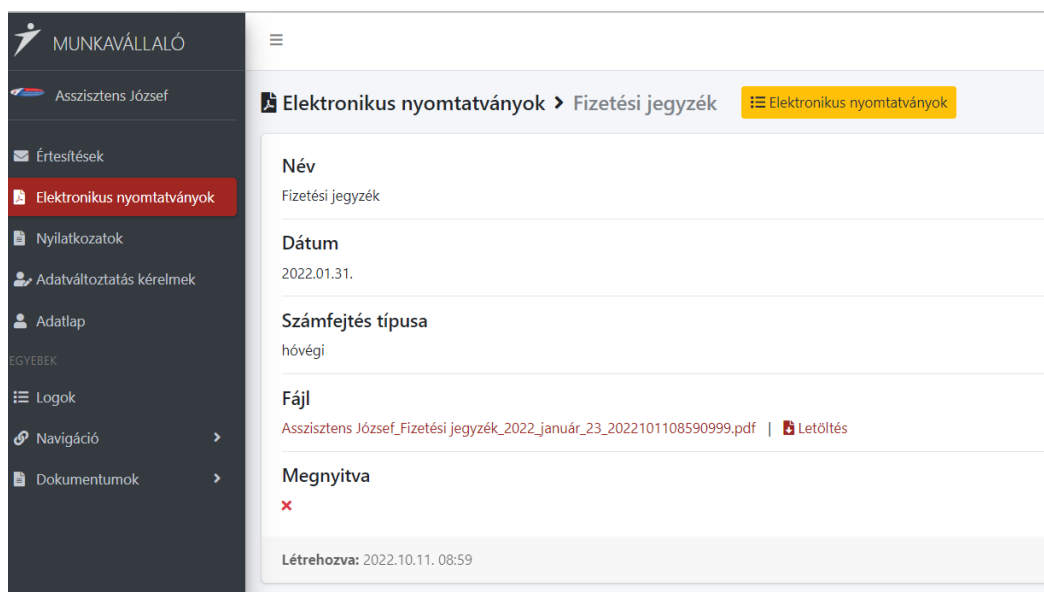 MUNKAVÁLLALÓ
Asszisztens József
Értesítések
Elektronikus nyomtatványok
Nyilatkozatok
Adatváltoztatás kérelmek
Adatlap
EGYEBEK
Logok
Navigáció
Dokumentumok
Elektronikus nyomtatványok > Fizetési jegyzék
Elektronikus nyomtatványok
Név
Fizetési jegyzék
Dátum
2022.01.31.
Számfejtés típusa
hóvégi
Fájl
Asszisztens József_Fizetési jegyzék_2022_január_23_2022101108590999.pdf | Letöltés
Megnyitva
Létrehozva: 2022.10.11. 08:59